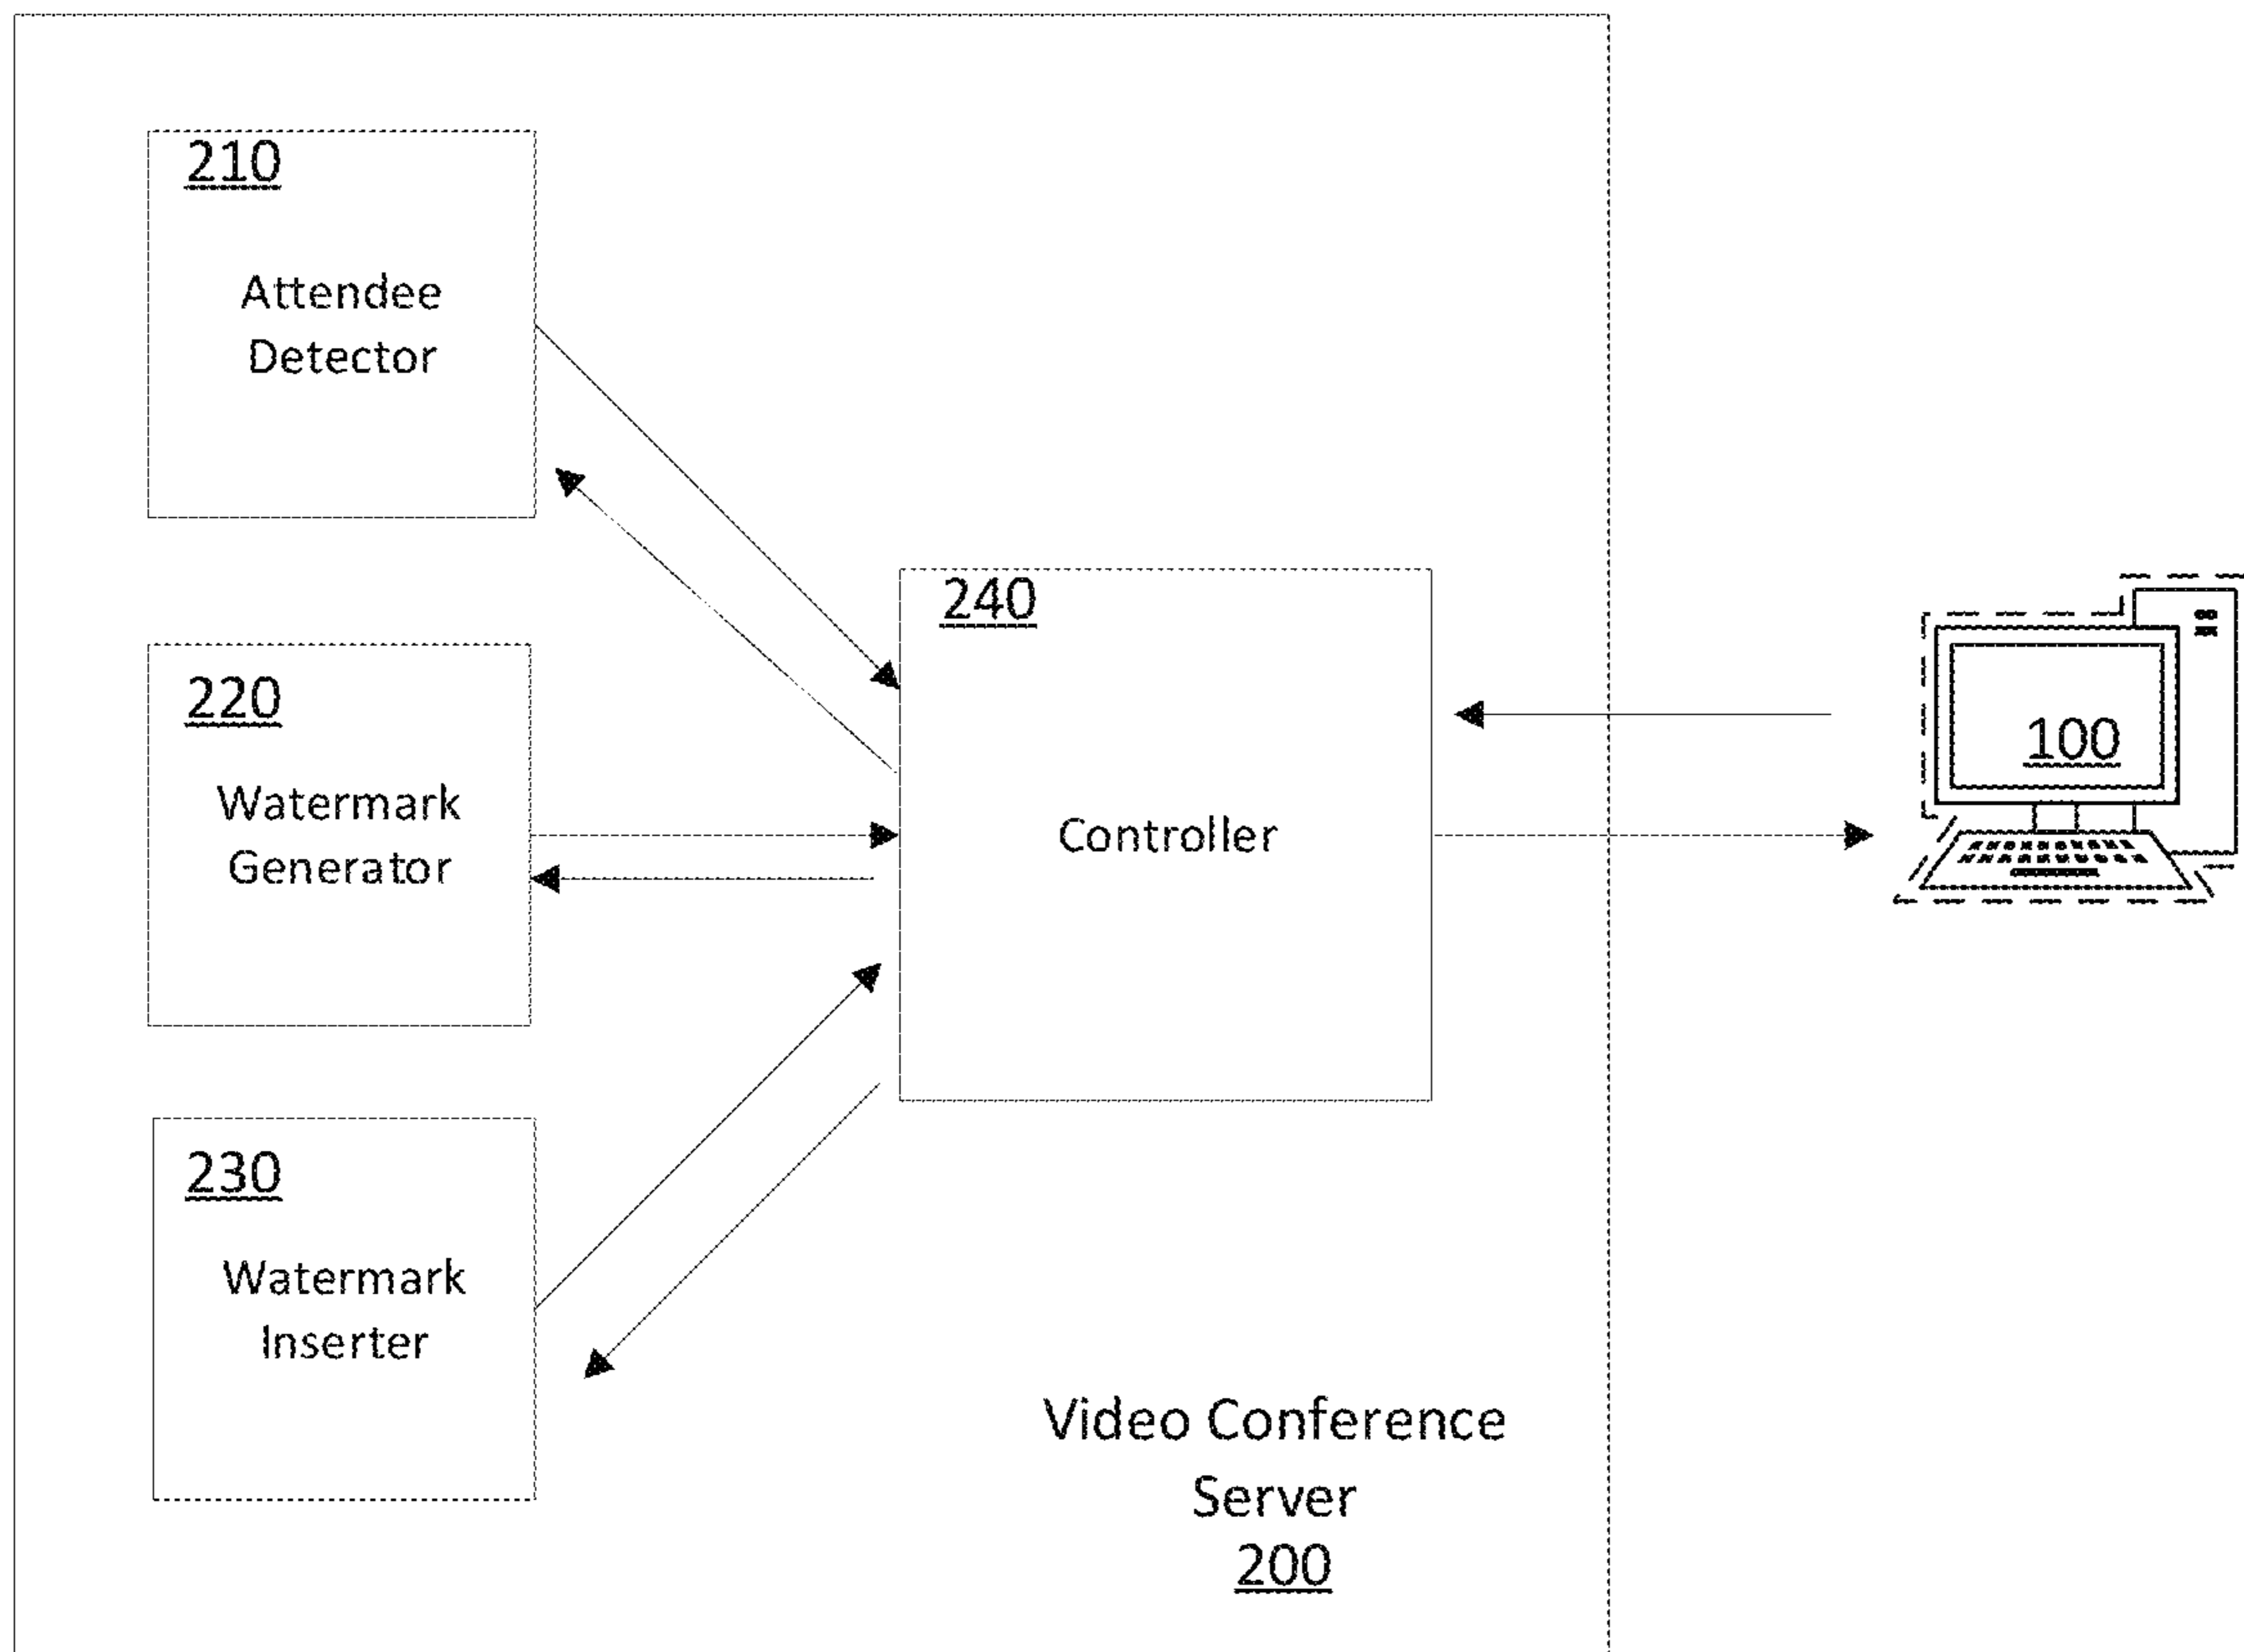 210
Attendee
Detector
220
Watermark
Generator
230
Watermark
Inserter
240
Controller
100
Video Conference
Server
200